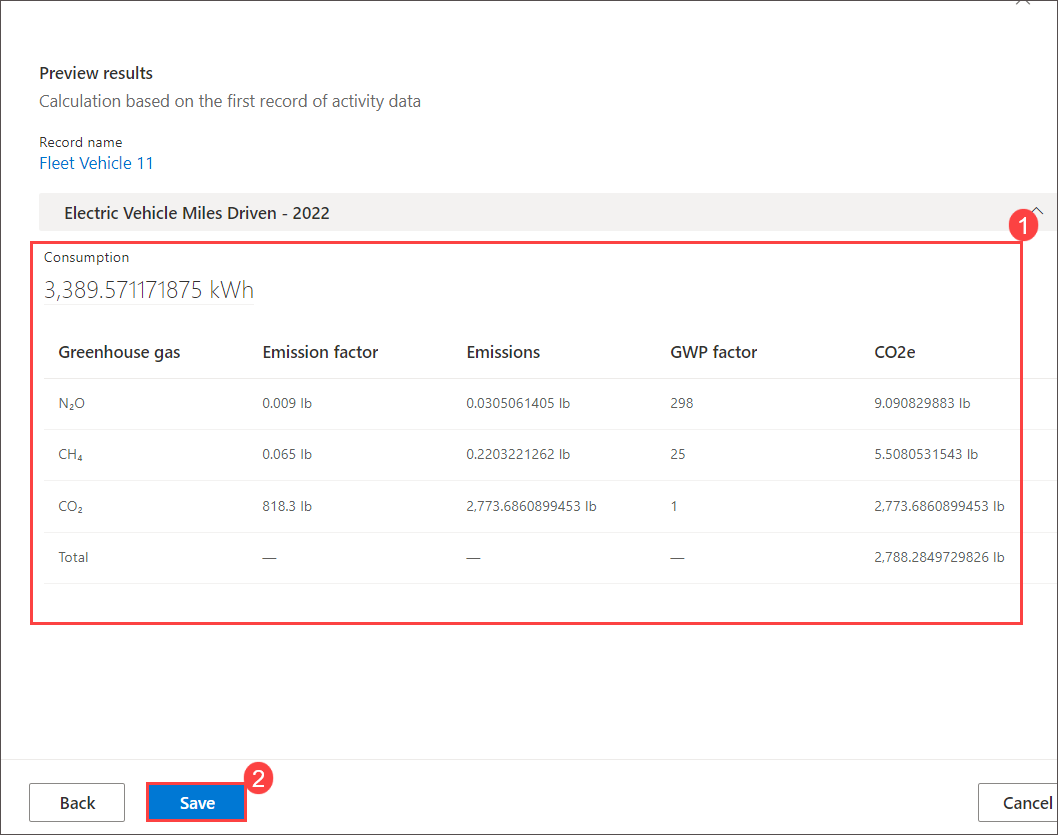 Preview results
Calculation based on the first record of activity data
Record name
Fleet Vehicle 11
Electric Vehicle Miles Driven - 2022
1
Consumption
3,389.571171875 kWh
Greenhouse gas Emission factor Emissions GWP factor CO2e
N₂O 0.009 lb 0.0305061405 lb 298 9.090829883 lb
CH₄ 0.065 lb 0.2203221262 lb 25 5.5080531543 lb
CO₂ 818.3 lb 2,773.6860899453 lb 1 2,773.6860899453 lb
Total — — — 2,788.2849729826 lb
2
Back Save Cancel